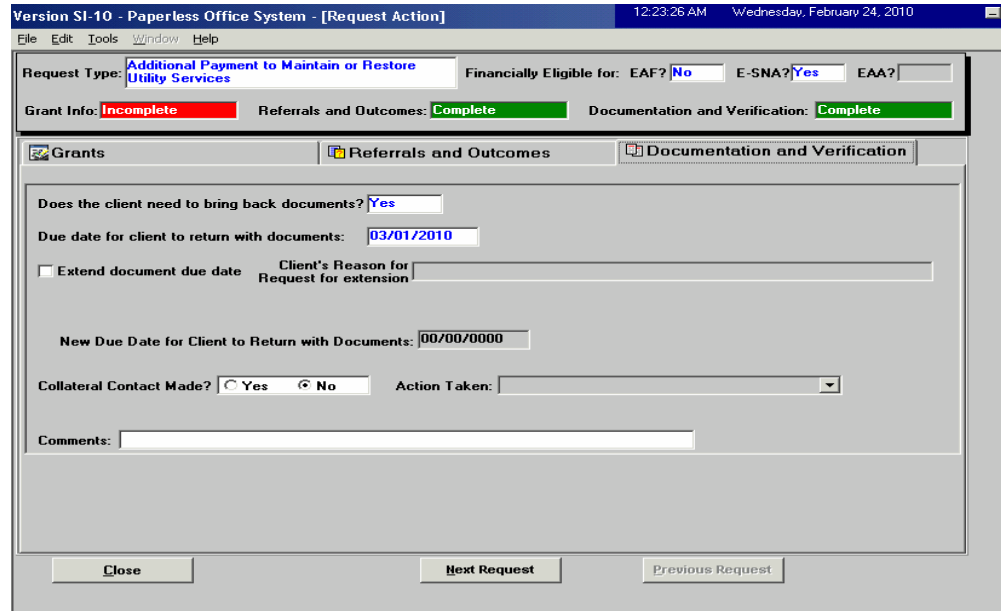 Version SI-10 - Paperless Office System - [Request Action] 12:23:26 AM Wednesday, February 24, 2010
File Edit Tools Window Help
Request Type: Additional Payment to Maintain or Restore Utility Services Financially Eligible for: EAF? No E-SNA? Yes EAA?
Grant Info: Incomplete Referrals and Outcomes: Complete Documentation and Verification: Complete
Grants Referrals and Outcomes Documentation and Verification
Does the client need to bring back documents? Yes
Due date for client to return with documents: 03/01/2010
Extend document due date Client's Reason for Request for extension
New Due Date for Client to Return with Documents: 00/00/0000
Collateral Contact Made? Yes No Action Taken:
Comments:
Close Next Request Previous Request